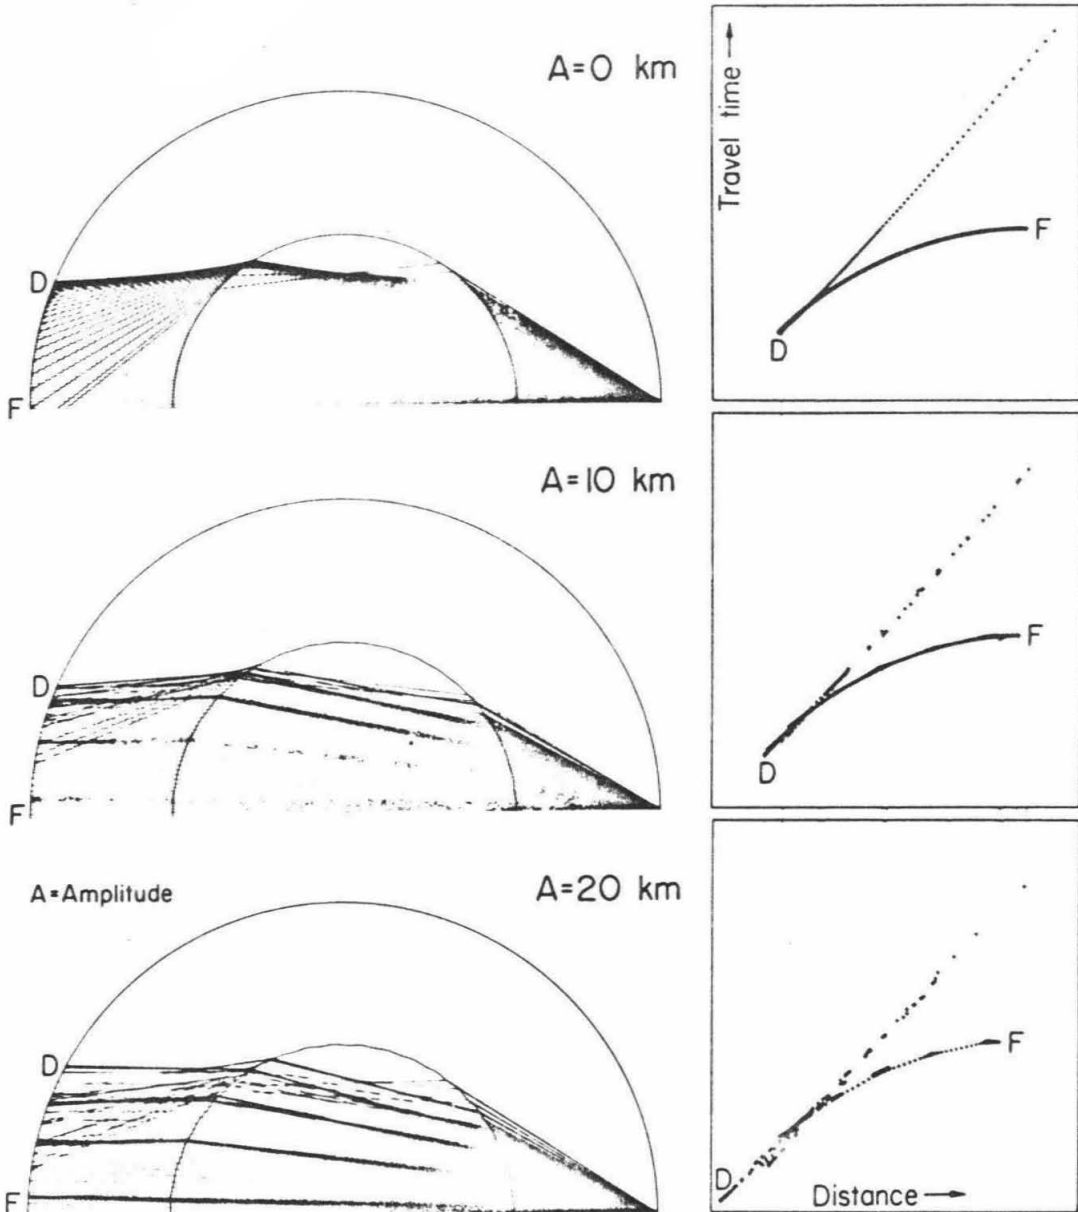 A=0 km
Travel time →
D
F
D
F
A=10 km
D
F
D
F
A=Amplitude
A=20 km
D
F
D
F
Distance →